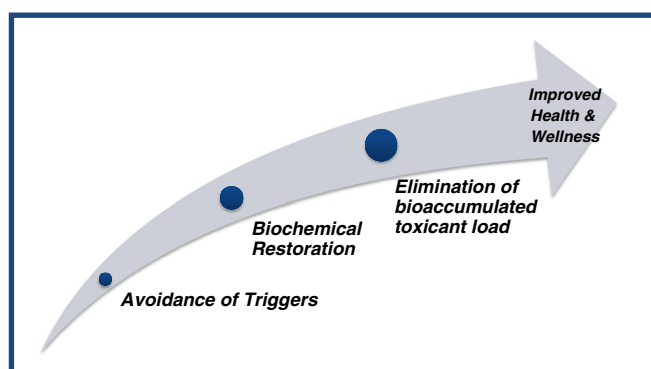 Improved
Health &
Wellness
Elimination of
bioaccumulated
toxicant load
Biochemical
Restoration
Avoidance of Triggers